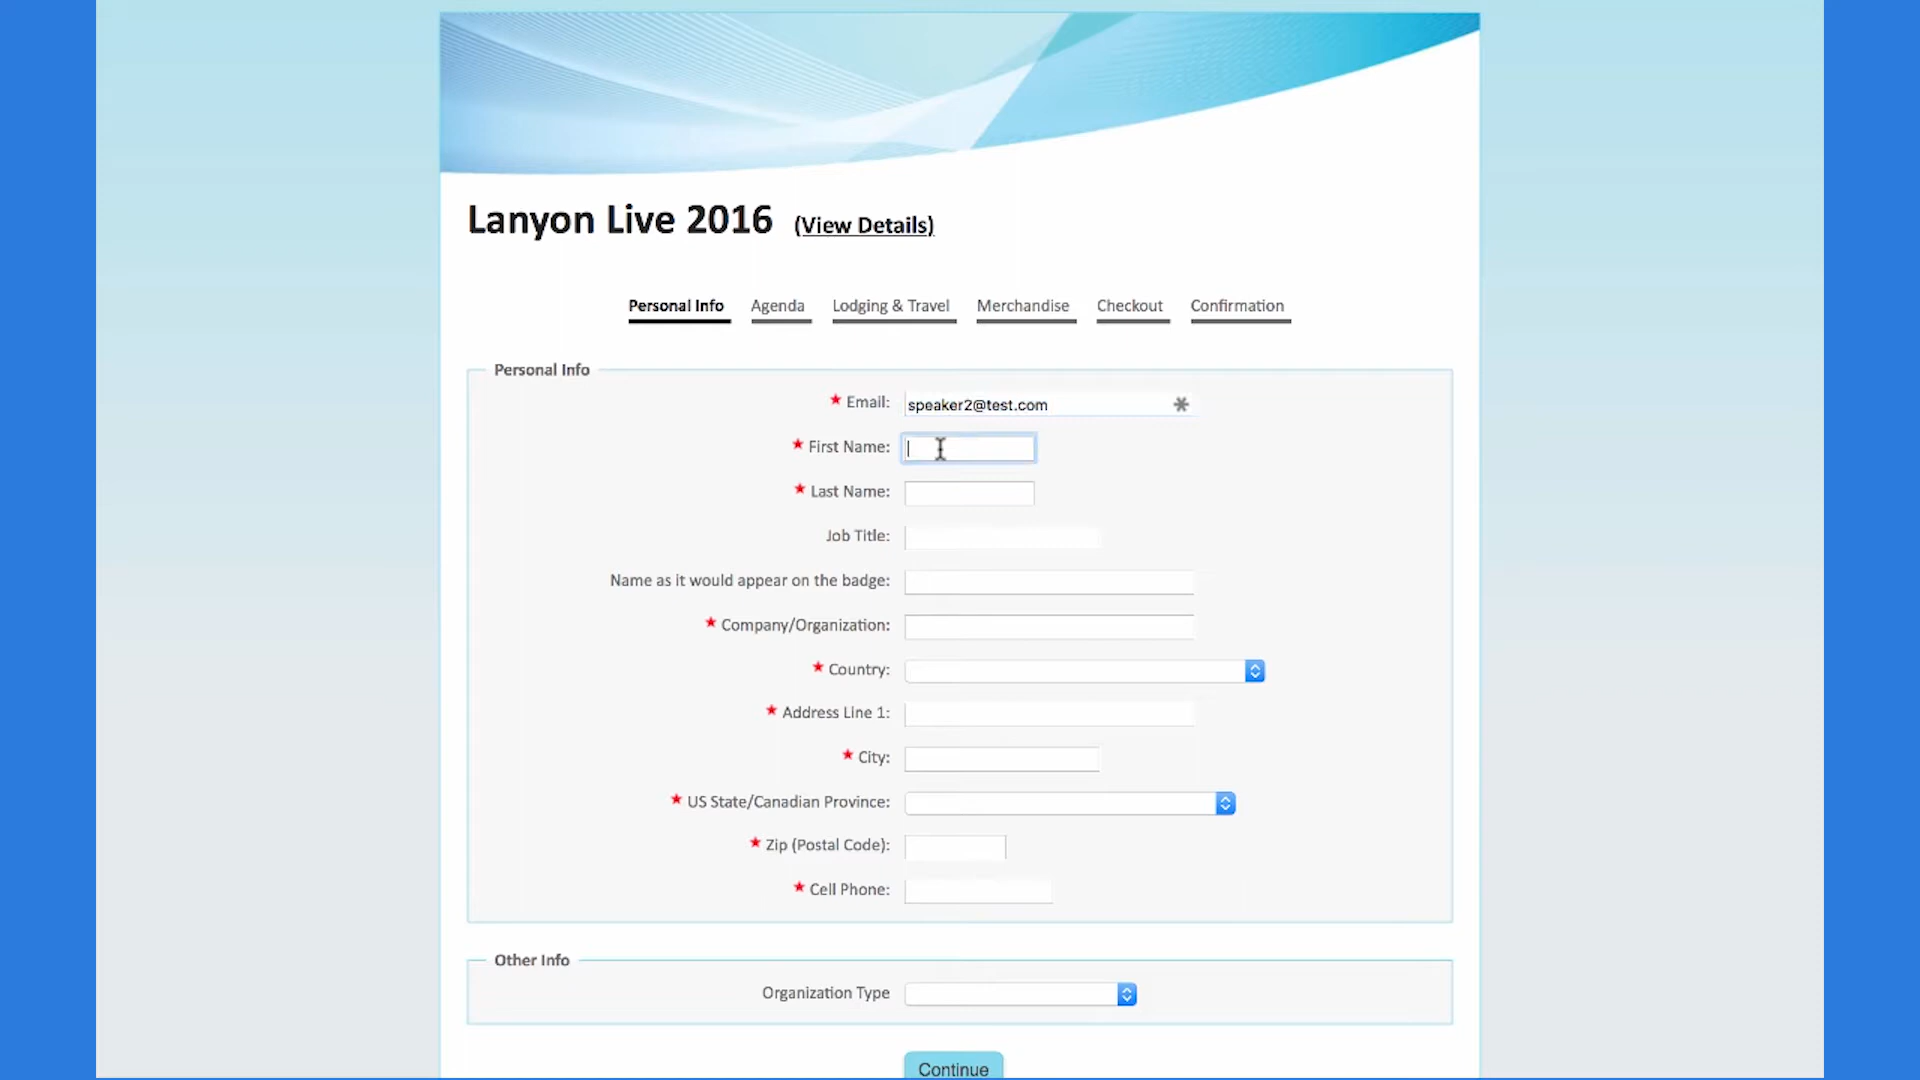 Lanyon Live 2016 (View Details)
Personal Info Agenda Lodging & Travel Merchandise Checkout Confirmation
Personal Info
★ Email: speaker2@test.com
★ First Name:
★ Last Name:
Job Title:
Name as it would appear on the badge:
★ Company/Organization:
★ Country:
★ Address Line 1:
★ City:
★ US State/Canadian Province:
★ Zip (Postal Code):
★ Cell Phone:
Other Info
Organization Type
Continue